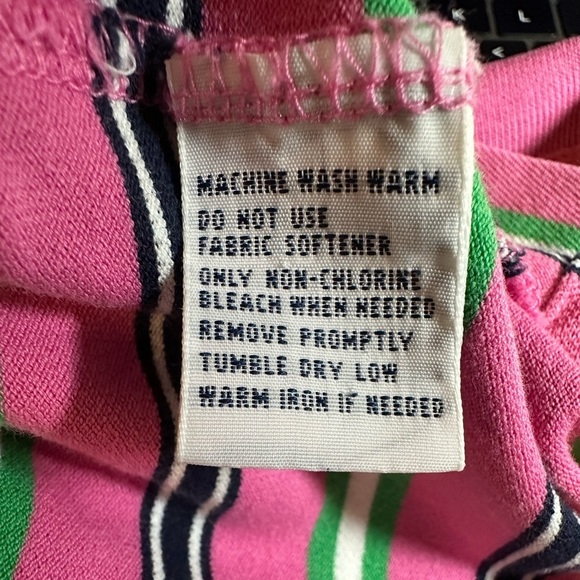 MACHINE WASH WARM
DO NOT USE
FABRIC SOFTENER
ONLY NON-CHLORINE
BLEACH WHEN NEEDED
REMOVE PROMPTLY
TUMBLE DRY LOW
WARM IRON IF NEEDED